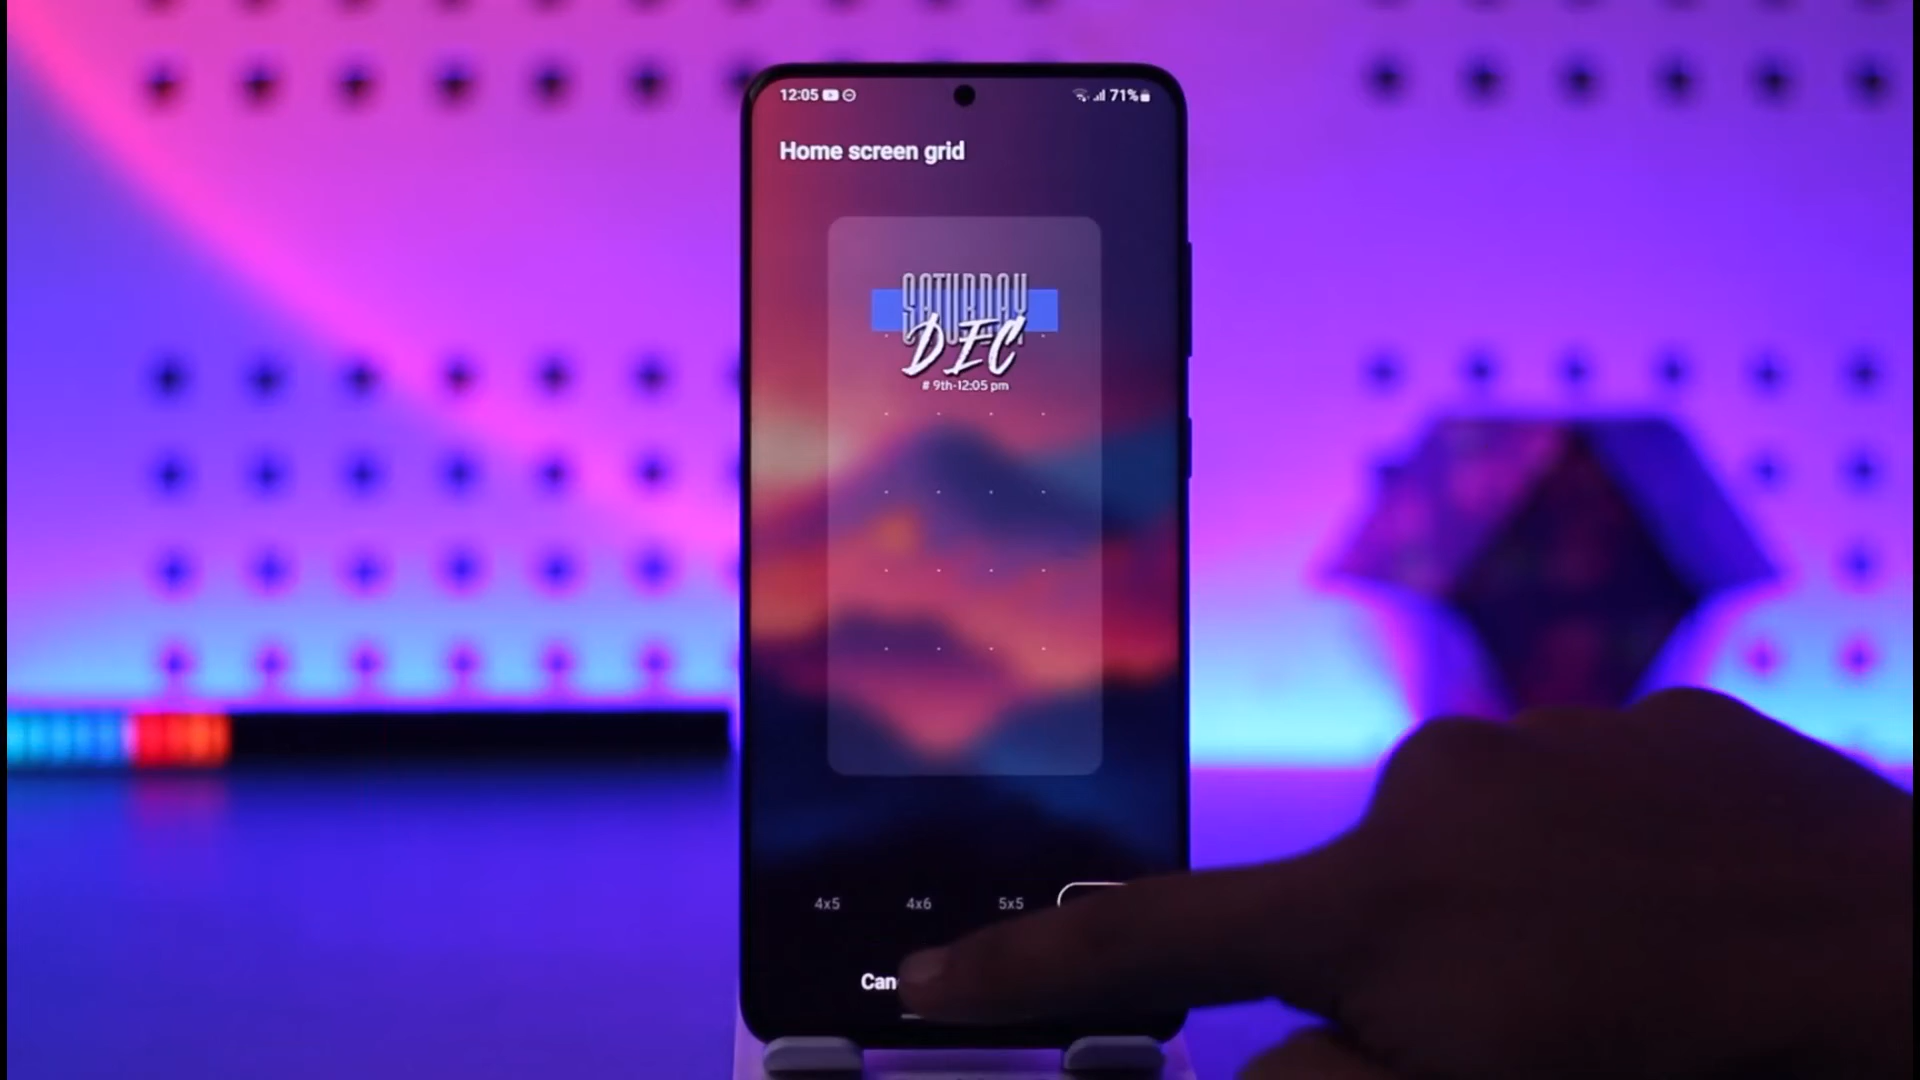 12:05
71%
Home screen grid
SATURDAY
DEC
# 9th-12:05 pm
4x5 4x6 5x5